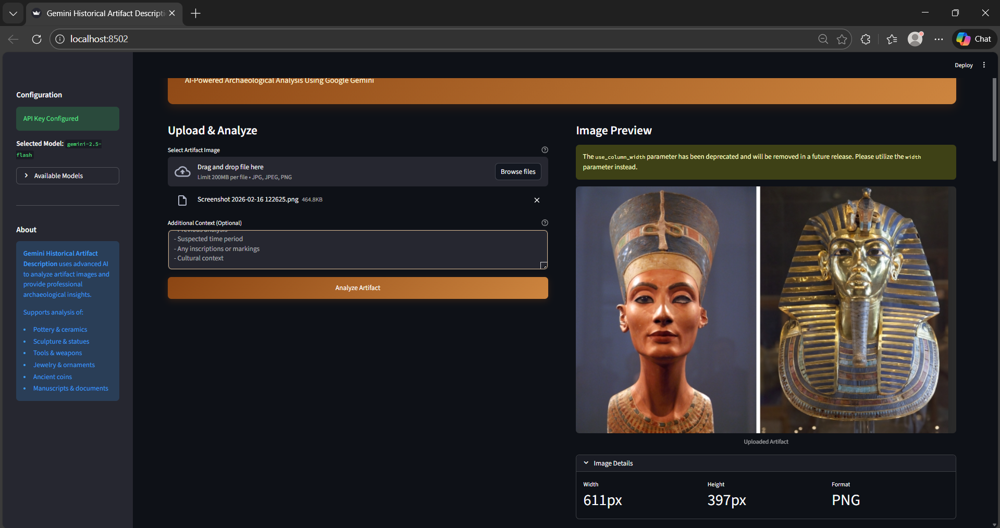 Gemini Historical Artifact Descripti
localhost:8502
Chat
Deploy
Configuration
API Key Configured
Selected Model: gemini-2.5-
flash
Available Models
About
Gemini Historical Artifact
Description uses advanced AI
to analyze artifact images and
provide professional
archaeological insights.
Supports analysis of:
• Pottery & ceramics
• Sculpture & statues
• Tools & weapons
• Jewelry & ornaments
• Ancient coins
• Manuscripts & documents
AI-Powered Archaeological Analysis Using Google Gemini
Upload & Analyze
Select Artifact Image
Drag and drop file here
Limit 200MB per file • JPG, JPEG, PNG
Browse files
Screenshot 2026-02-16 122625.png 464.8KB
Additional Context (Optional)
- Previous analysis
- Suspected time period
- Any inscriptions or markings
- Cultural context
Analyze Artifact
Image Preview
The use_column_width parameter has been deprecated and will be removed in a future release. Please utilize the width
parameter instead.
Uploaded Artifact
Image Details
Width
Height
Format
611px
397px
PNG